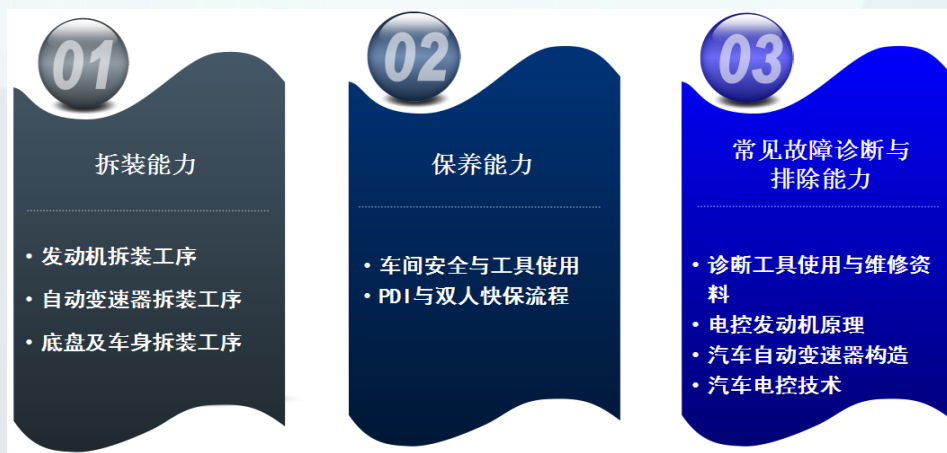 01
拆装能力
• 发动机拆装工序
• 自动变速器拆装工序
• 底盘及车身拆装工序
02
保养能力
• 车间安全与工具使用
• PDI与双人快保流程
03
常见故障诊断与
排除能力
• 诊断工具使用与维修资
料
• 电控发动机原理
• 汽车自动变速器构造
• 汽车电控技术